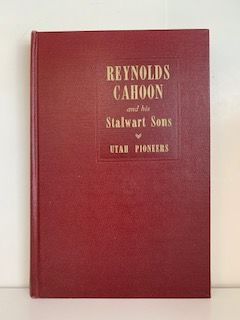 REYNOLDS
CAHOON
and his
Stalwart Sons
UTAH PIONEERS